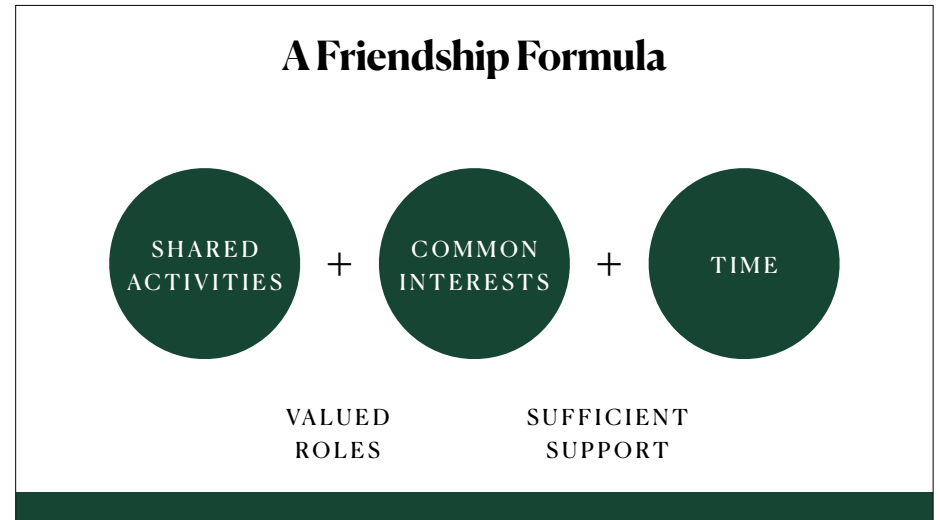 A Friendship Formula
SHARED
ACTIVITIES
+
COMMON
INTERESTS
+
TIME
VALUED
ROLES
SUFFICIENT
SUPPORT